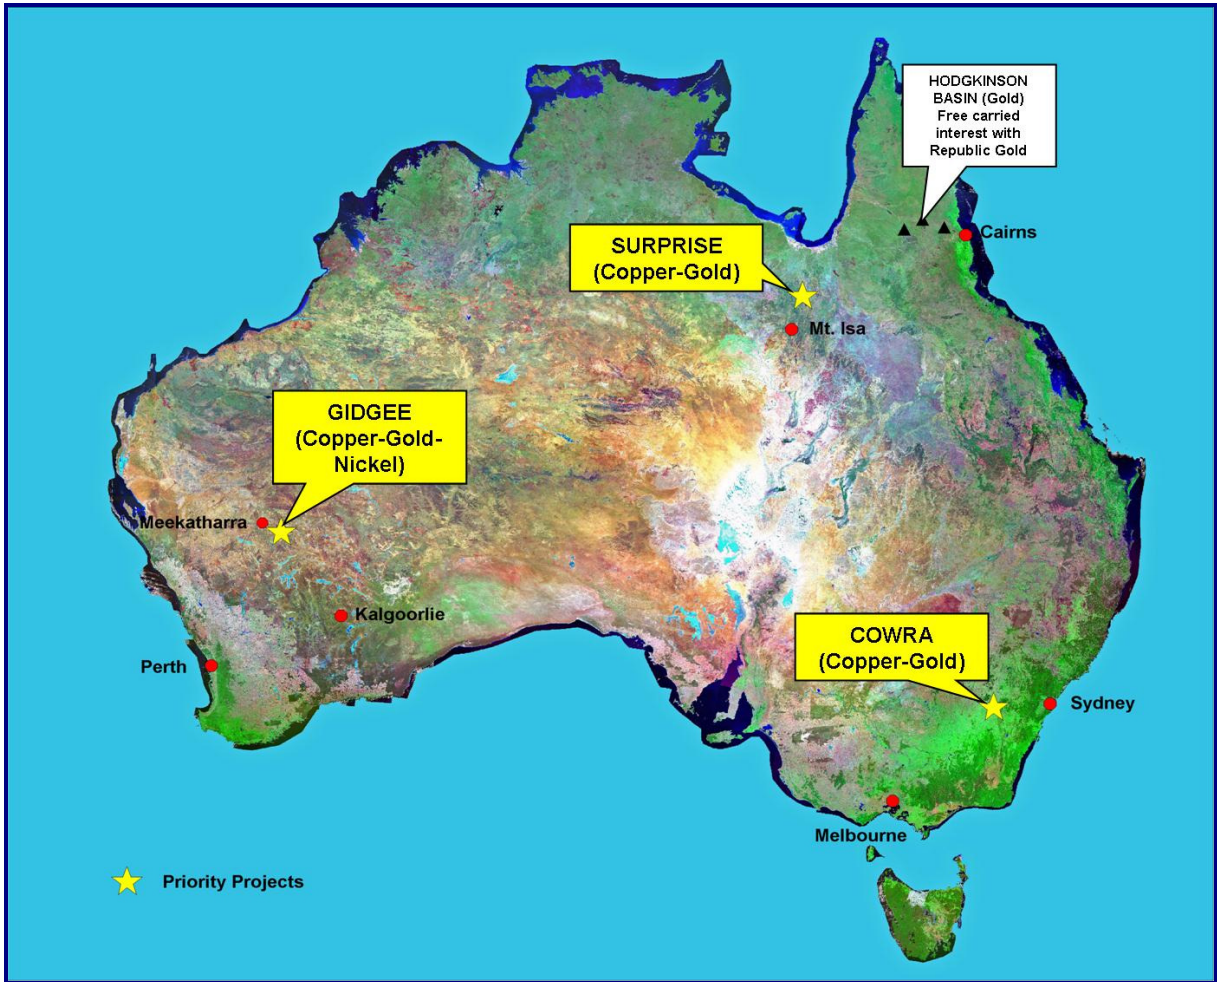 HODGKINSON
BASIN (Gold)
Free carried
interest with
Republic Gold
Cairns
SURPRISE
(Copper-Gold)
Mt. Isa
GIDGEE
(Copper-Gold-
Nickel)
Meekatharra
Kalgoorlie
Perth
COWRA
(Copper-Gold)
Sydney
Melbourne
Priority Projects